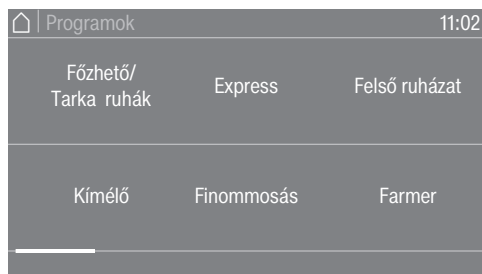 Programok 11:02
Főzhető/
Tarka ruhák
Express
Felső ruházat
Kímélő
Finommosás
Farmer